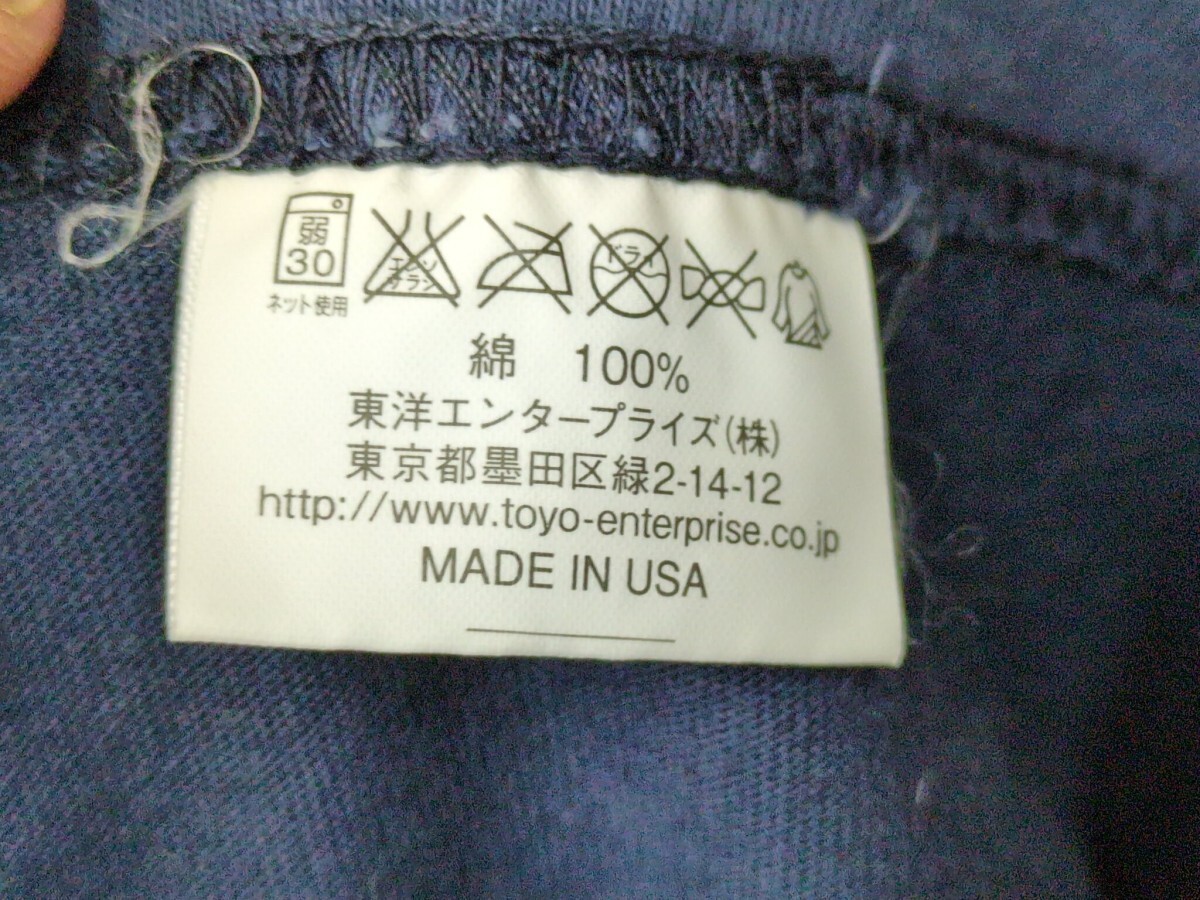 弱
30
ネット使用
エンソ
サラシ
ドライ
綿 100%
東洋エンタープライズ(株)
東京都墨田区緑2-14-12
http://www.toyo-enterprise.co.jp
MADE IN USA